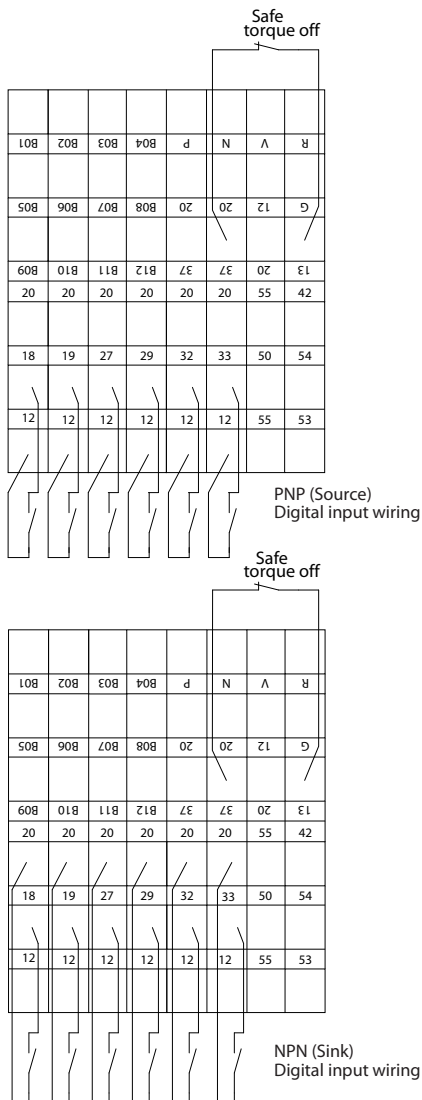 Safe
torque off
B01 B02 B03 B04 P N V R
B05 B06 B07 B08 20 20 12 G
B09 B10 B11 B12 37 37 20 13
20 20 20 20 20 20 55 42
18 19 27 29 32 33 50 54
12 12 12 12 12 12 55 53
PNP (Source)
Digital input wiring
Safe
torque off
B01 B02 B03 B04 P N V R
B05 B06 B07 B08 20 20 12 G
B09 B10 B11 B12 37 37 20 13
20 20 20 20 20 20 55 42
18 19 27 29 32 33 50 54
12 12 12 12 12 12 55 53
NPN (Sink)
Digital input wiring